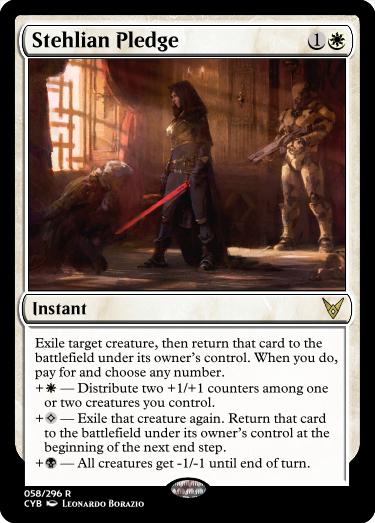 Stehlian Pledge 1
Instant
Exile target creature, then return that card to the
battlefield under its owner's control. When you do,
pay for and choose any number.
+ — Distribute two +1/+1 counters among one
or two creatures you control.
+ — Exile that creature again. Return that card
to the battlefield under its owner's control at the
beginning of the next end step.
+ — All creatures get -1/-1 until end of turn.
058/296 R
CYB Leonardo Borazio